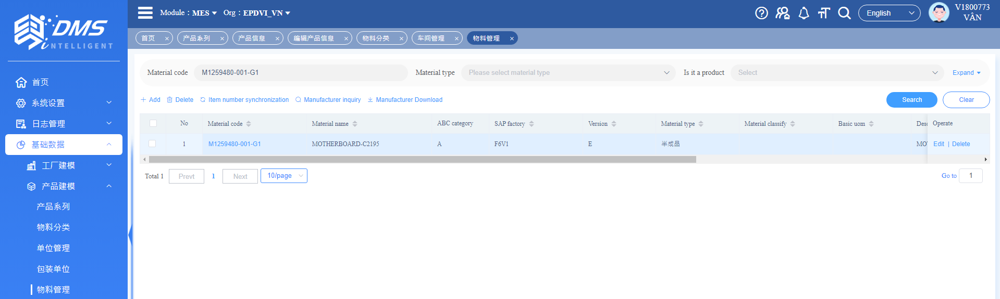 DMS
iNTELLIGENT
首页
系统设置
日志管理
基础数据
工厂建模
产品建模
产品系列
物料分类
单位管理
包装单位
物料管理
Module：MES Org：EPDVI_VN
English
V1800773
VÂN
首页 × 产品系列 × 产品信息 × 编辑产品信息 × 物料分类 × 车间管理 × 物料管理 ×
Material code M1259480-001-G1 Material type Please select material type Is it a product Select Expand
Add Delete Item number synchronization Manufacturer inquiry Manufacturer Download Search Clear
No Material code Material name ABC category SAP factory Version Material type Material classify Basic uom Desc Operate
1 M1259480-001-G1 MOTHERBOARD-C2195 A F6V1 E 半成品 MOT Edit | Delete
Total 1 Prevt 1 Next 10/page Go to 1